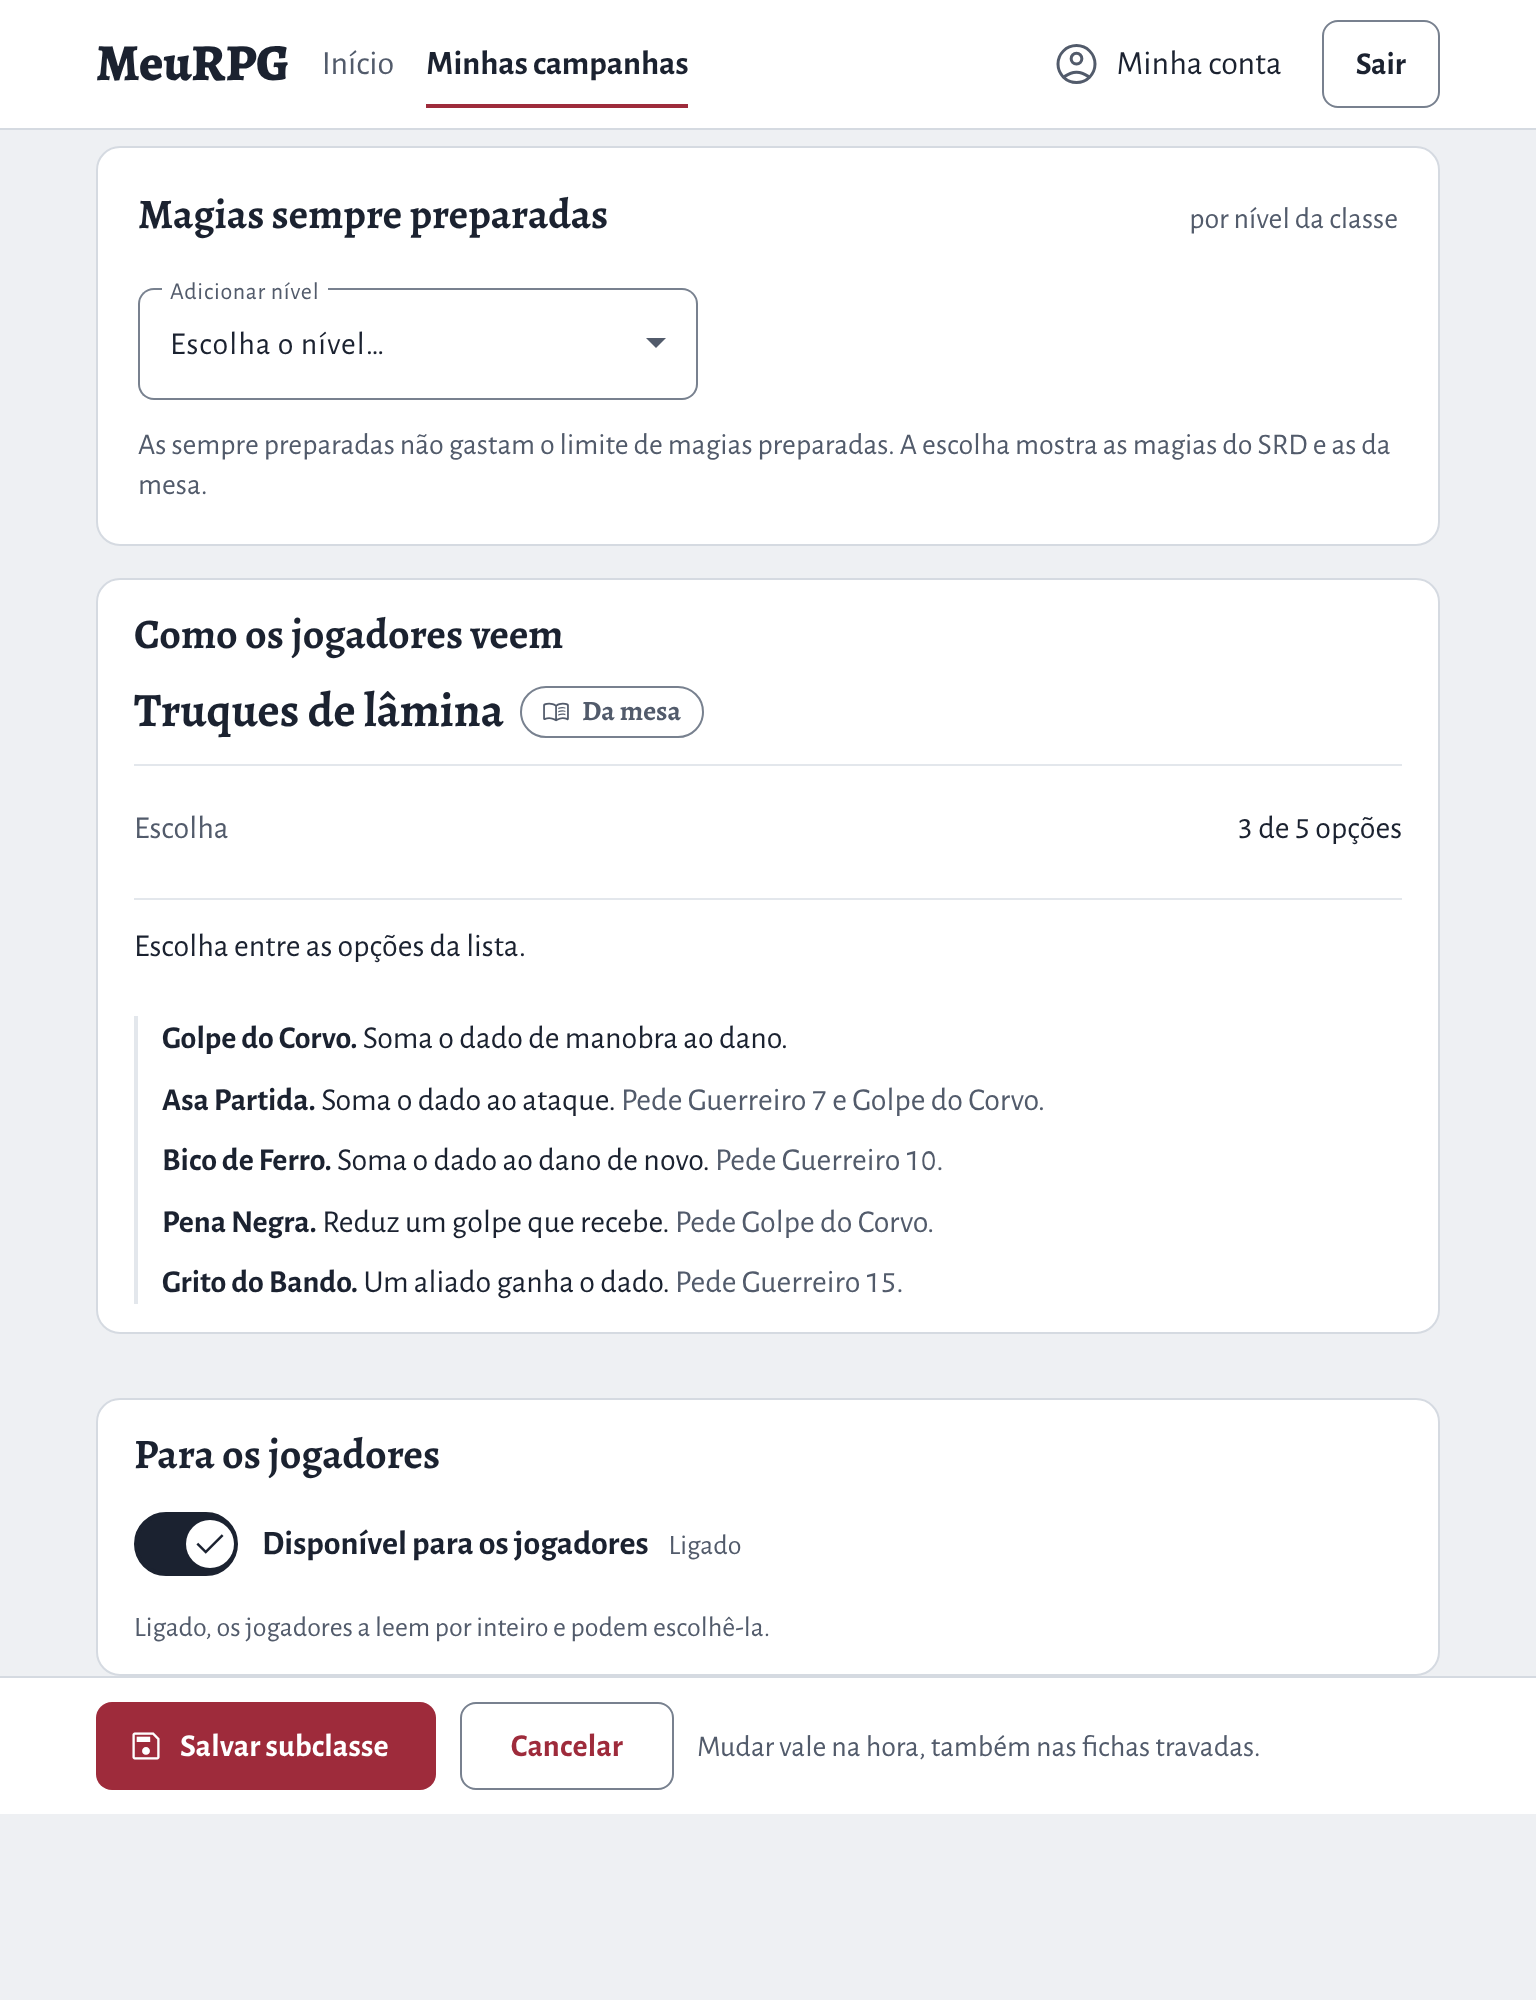 MeuRPG Início Minhas campanhas Minha conta Sair
Magias sempre preparadas por nível da classe
Adicionar nível
Escolha o nível...
As sempre preparadas não gastam o limite de magias preparadas. A escolha mostra as magias do SRD e as da
mesa.
Como os jogadores veem
Truques de lâmina Da mesa
Escolha 3 de 5 opções
Escolha entre as opções da lista.
Golpe do Corvo. Soma o dado de manobra ao dano.
Asa Partida. Soma o dado ao ataque. Pede Guerreiro 7 e Golpe do Corvo.
Bico de Ferro. Soma o dado ao dano de novo. Pede Guerreiro 10.
Pena Negra. Reduz um golpe que recebe. Pede Golpe do Corvo.
Grito do Bando. Um aliado ganha o dado. Pede Guerreiro 15.
Para os jogadores
Disponível para os jogadores Ligado
Ligado, os jogadores a leem por inteiro e podem escolhê-la.
Salvar subclasse Cancelar Mudar vale na hora, também nas fichas travadas.